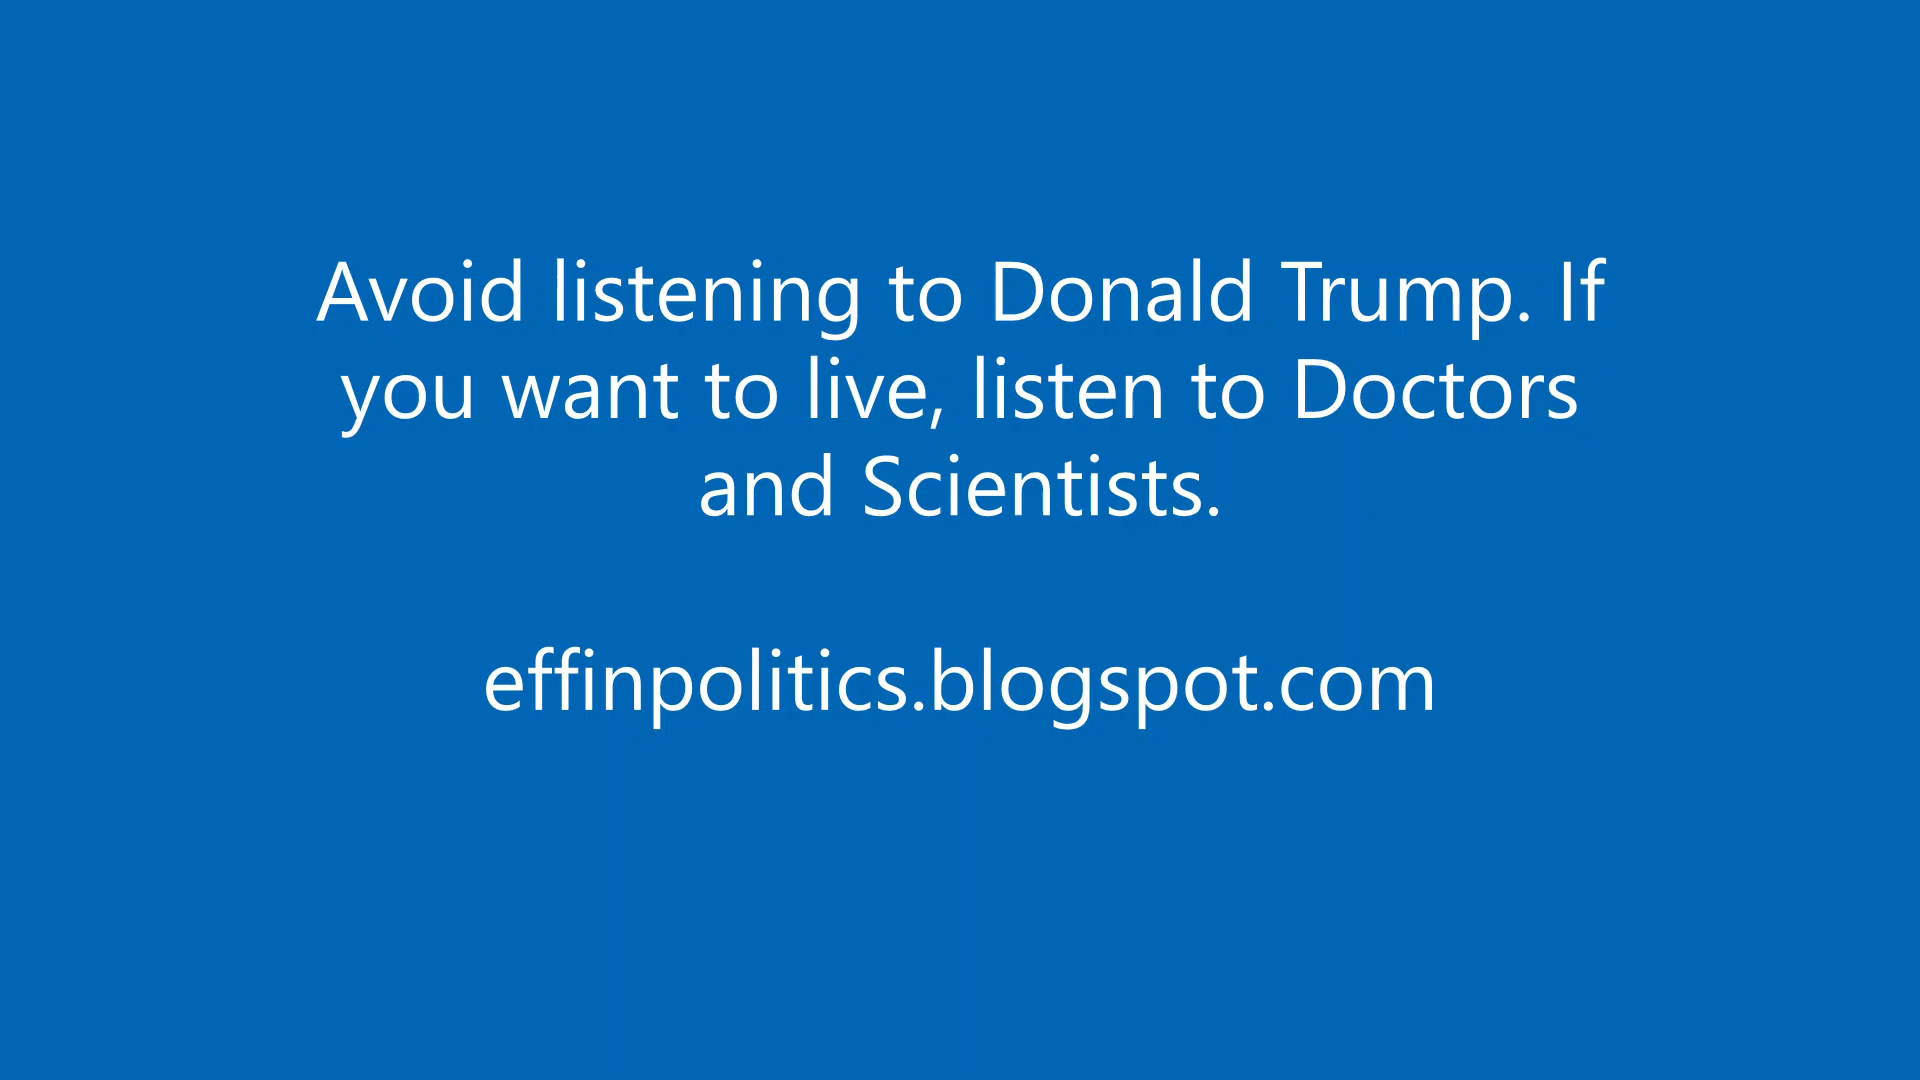 Avoid listening to Donald Trump. If
you want to live, listen to Doctors
and Scientists.
effinpolitics.blogspot.com